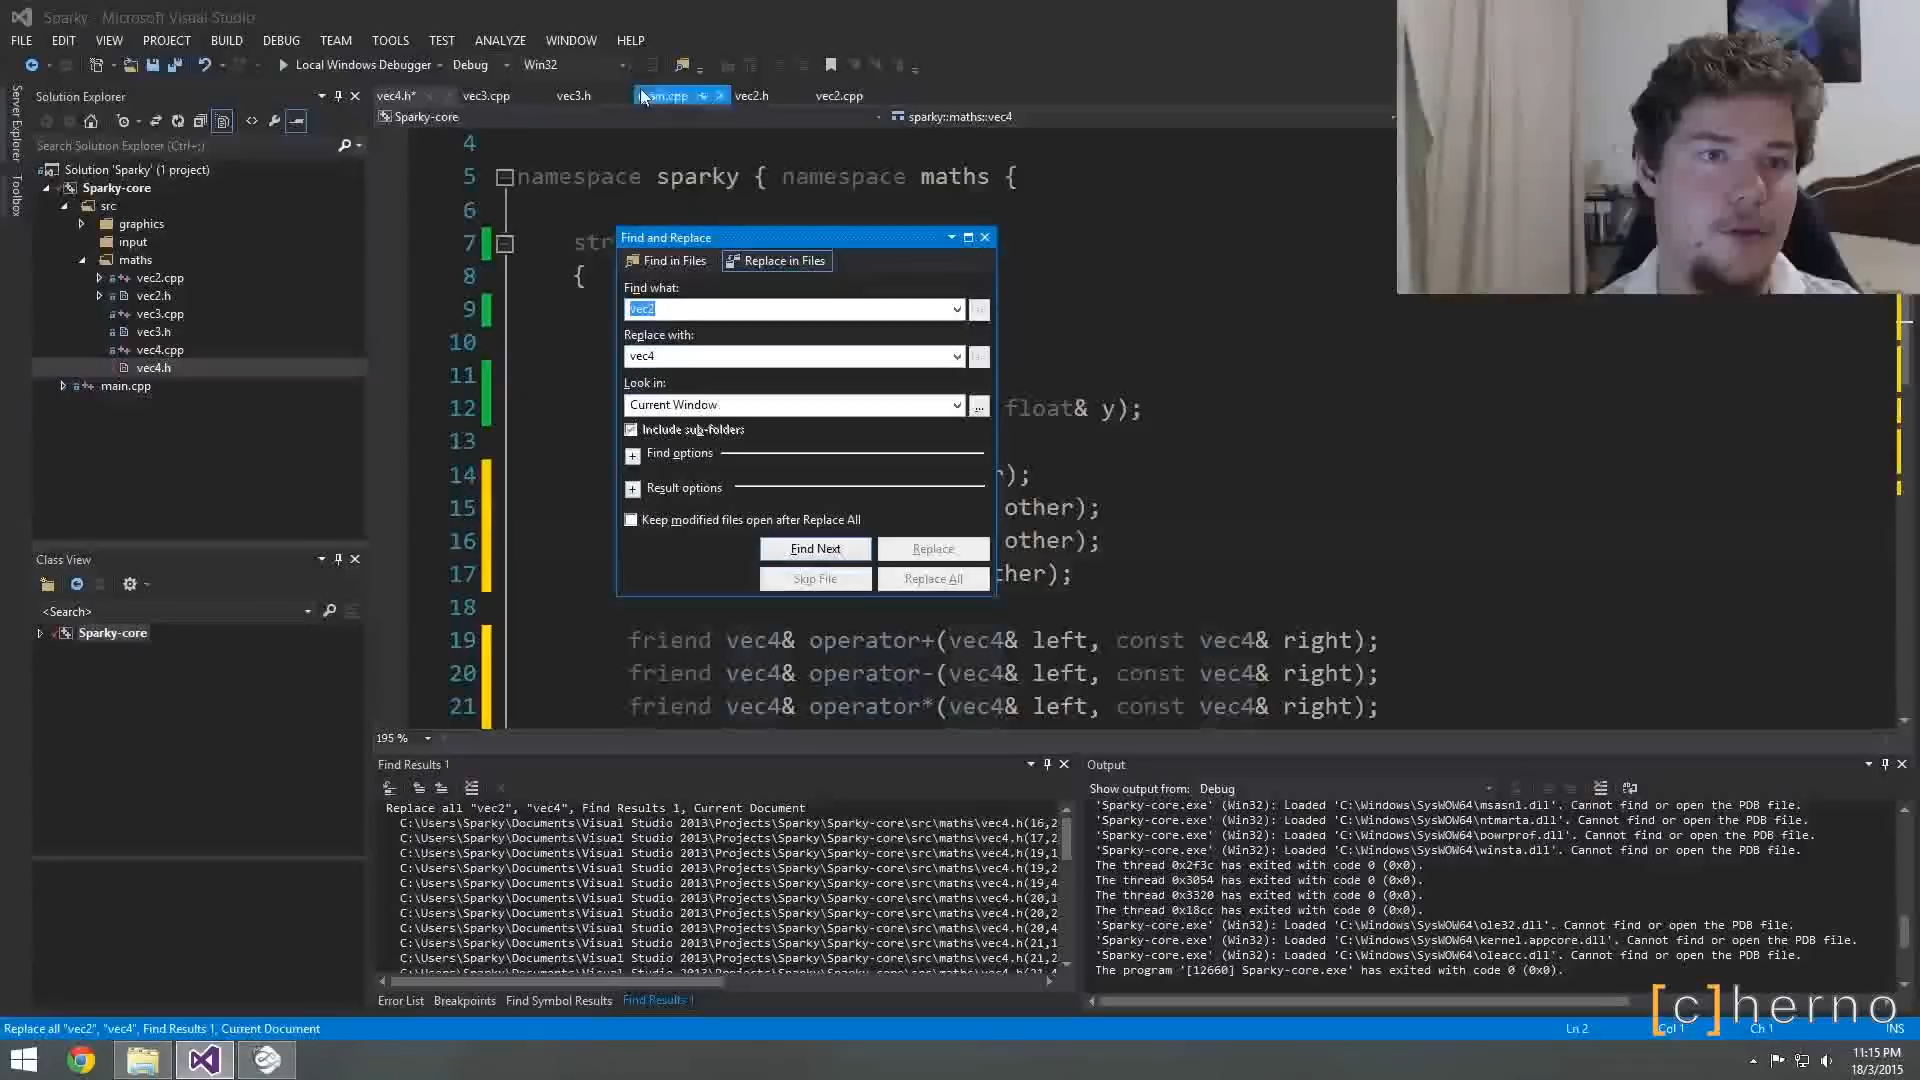 Sparky - Microsoft Visual Studio
FILE EDIT VIEW PROJECT BUILD DEBUG TEAM TOOLS TEST ANALYZE WINDOW HELP
Local Windows Debugger Debug Win32
Server Explorer
Toolbox
Solution Explorer
Search Solution Explorer (Ctrl+;)
Solution 'Sparky' (1 project)
Sparky-core
src
graphics
input
maths
vec2.cpp
vec2.h
vec3.cpp
vec3.h
vec4.cpp
vec4.h
main.cpp
Class View
<Search>
Sparky-core
vec4.h* vec3.cpp vec3.h vec2.h vec2.cpp
Sparky-core sparky::maths::vec4
4
5 namespace sparky { namespace maths {
6
7 str
8 {
9
10
11
12 float& y);
13
14 r);
15 other);
16 other);
17 ther);
18
19 friend vec4& operator+(vec4& left, const vec4& right);
20 friend vec4& operator-(vec4& left, const vec4& right);
21 friend vec4& operator*(vec4& left, const vec4& right);
195 %
Find and Replace
Find in Files Replace in Files
Find what:
vec2
Replace with:
vec4
Look in:
Current Window
...
Include sub-folders
Find options
Result options
Keep modified files open after Replace All
Find Next Replace
Skip File Replace All
Find Results 1
Replace all "vec2", "vec4", Find Results 1, Current Document
C:\Users\Sparky\Documents\Visual Studio 2013\Projects\Sparky\Sparky-core\src\maths\vec4.h(16,2
C:\Users\Sparky\Documents\Visual Studio 2013\Projects\Sparky\Sparky-core\src\maths\vec4.h(17,2
C:\Users\Sparky\Documents\Visual Studio 2013\Projects\Sparky\Sparky-core\src\maths\vec4.h(19,1
C:\Users\Sparky\Documents\Visual Studio 2013\Projects\Sparky\Sparky-core\src\maths\vec4.h(19,2
C:\Users\Sparky\Documents\Visual Studio 2013\Projects\Sparky\Sparky-core\src\maths\vec4.h(19,4
C:\Users\Sparky\Documents\Visual Studio 2013\Projects\Sparky\Sparky-core\src\maths\vec4.h(20,1
C:\Users\Sparky\Documents\Visual Studio 2013\Projects\Sparky\Sparky-core\src\maths\vec4.h(20,2
C:\Users\Sparky\Documents\Visual Studio 2013\Projects\Sparky\Sparky-core\src\maths\vec4.h(20,4
C:\Users\Sparky\Documents\Visual Studio 2013\Projects\Sparky\Sparky-core\src\maths\vec4.h(21,1
C:\Users\Sparky\Documents\Visual Studio 2013\Projects\Sparky\Sparky-core\src\maths\vec4.h(21,2
Error List Breakpoints Find Symbol Results Find Results 1
Output
Show output from: Debug
'Sparky-core.exe' (Win32): Loaded 'C:\Windows\SysWOW64\msasn1.dll'. Cannot find or open the PDB file.
'Sparky-core.exe' (Win32): Loaded 'C:\Windows\SysWOW64\ntmarta.dll'. Cannot find or open the PDB file.
'Sparky-core.exe' (Win32): Loaded 'C:\Windows\SysWOW64\powrprof.dll'. Cannot find or open the PDB file.
'Sparky-core.exe' (Win32): Loaded 'C:\Windows\SysWOW64\winsta.dll'. Cannot find or open the PDB file.
The thread 0x2f3c has exited with code 0 (0x0).
The thread 0x3054 has exited with code 0 (0x0).
The thread 0x3320 has exited with code 0 (0x0).
The thread 0x18cc has exited with code 0 (0x0).
'Sparky-core.exe' (Win32): Loaded 'C:\Windows\SysWOW64\ole32.dll'. Cannot find or open the PDB file.
'Sparky-core.exe' (Win32): Loaded 'C:\Windows\SysWOW64\kernel.appcore.dll'. Cannot find or open the PDB file.
'Sparky-core.exe' (Win32): Loaded 'C:\Windows\SysWOW64\oleacc.dll'. Cannot find or open the PDB file.
The program '[12660] Sparky-core.exe' has exited with code 0 (0x0).
[c]herno
Replace all "vec2", "vec4", Find Results 1, Current Document Ln 2 Col 1 Ch 1 INS
11:15 PM
18/3/2015